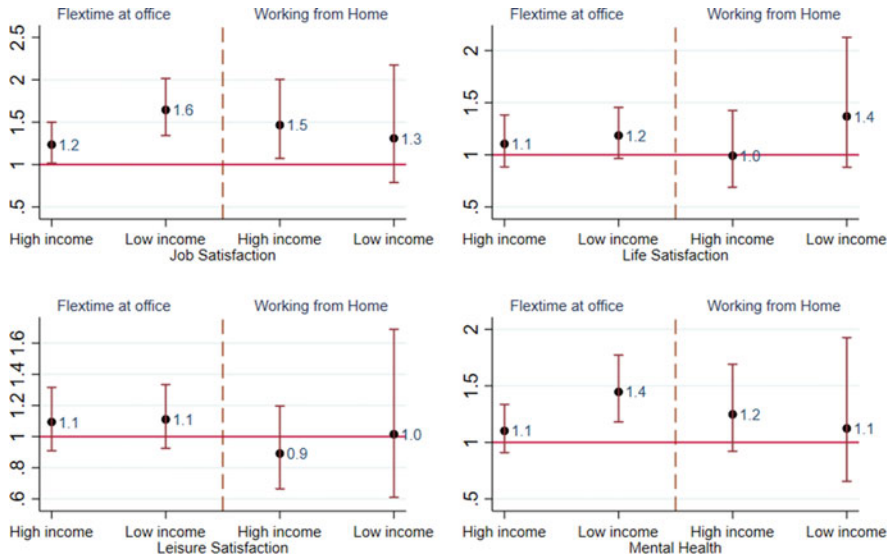 Flextime at office Working from Home
2.5
2
1.5
1
.5
1.2
1.6
1.5
1.3
High income Low income High income Low income
Job Satisfaction
Flextime at office Working from Home
2
1.5
1
.5
1.1
1.2
1.0
1.4
High income Low income High income Low income
Life Satisfaction
Flextime at office Working from Home
1.6
1.4
1.2
1
.8
.6
1.1
1.1
0.9
1.0
High income Low income High income Low income
Leisure Satisfaction
Flextime at office Working from Home
2
1.5
1
.5
1.1
1.4
1.2
1.1
High income Low income High income Low income
Mental Health